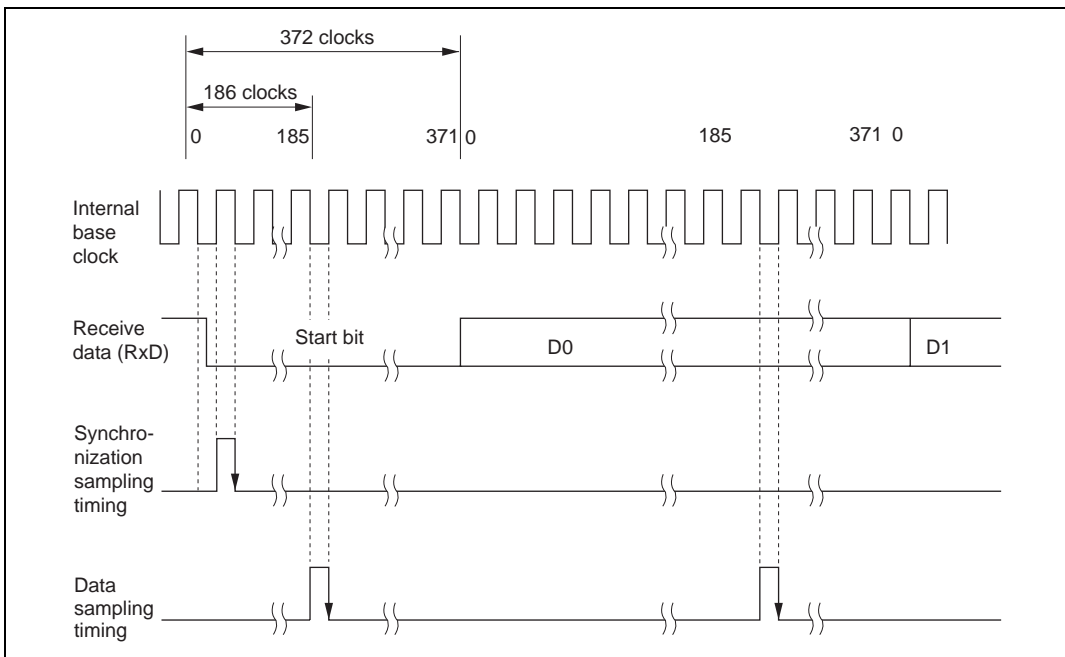 372 clocks
186 clocks
0 185 371 0 185 371 0
Internal
base
clock
Receive
data (RxD)
Start bit
D0
D1
Synchro-
nization
sampling
timing
Data
sampling
timing